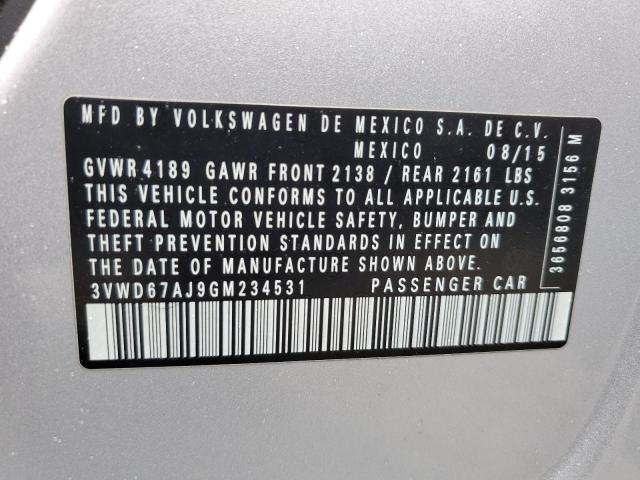 MFD BY VOLKSWAGEN DE MEXICO S.A. DE C.V.
MEXICO 08/15
GVWR 4189 GAWR FRONT 2138 / REAR 2161 LBS
THIS VEHICLE CONFORMS TO ALL APPLICABLE U.S.
FEDERAL MOTOR VEHICLE SAFETY, BUMPER AND
THEFT PREVENTION STANDARDS IN EFFECT ON
THE DATE OF MANUFACTURE SHOWN ABOVE.
3VWD67AJ9GM234531 PASSENGER CAR
3656808 3156 M